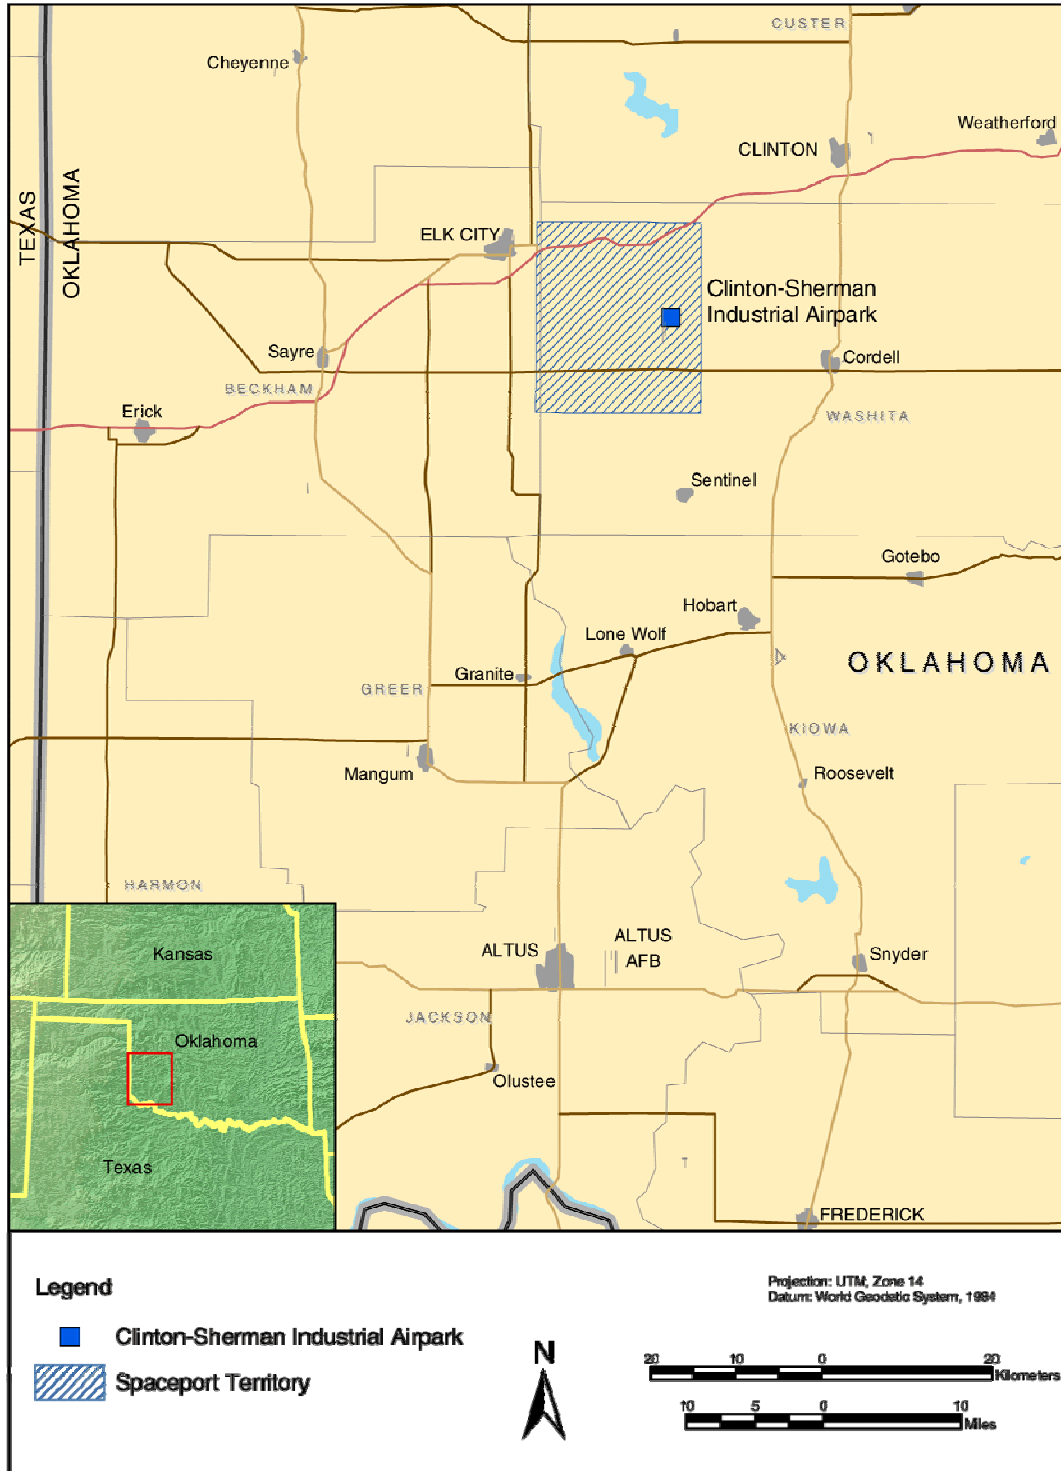 CUSTER
Cheyenne
Weatherford
CLINTON
TEXAS
OKLAHOMA
ELK CITY
Clinton-Sherman
Industrial Airpark
Sayre
Cordell
BECKHAM
Erick
WASHITA
Sentinel
Gotebo
Hobart
Lone Wolf
OKLAHOMA
Granite
GREER
KIOWA
Mangum
Roosevelt
HARMON
ALTUS
ALTUS
AFB
Snyder
Kansas
JACKSON
Oklahoma
Olustee
Texas
FREDERICK
Legend
Clinton-Sherman Industrial Airpark
Spaceport Territory
N
Projection: UTM, Zone 14
Datum: World Geodetic System, 1984
20 10 0 20
Kilometers
10 5 0 10
Miles